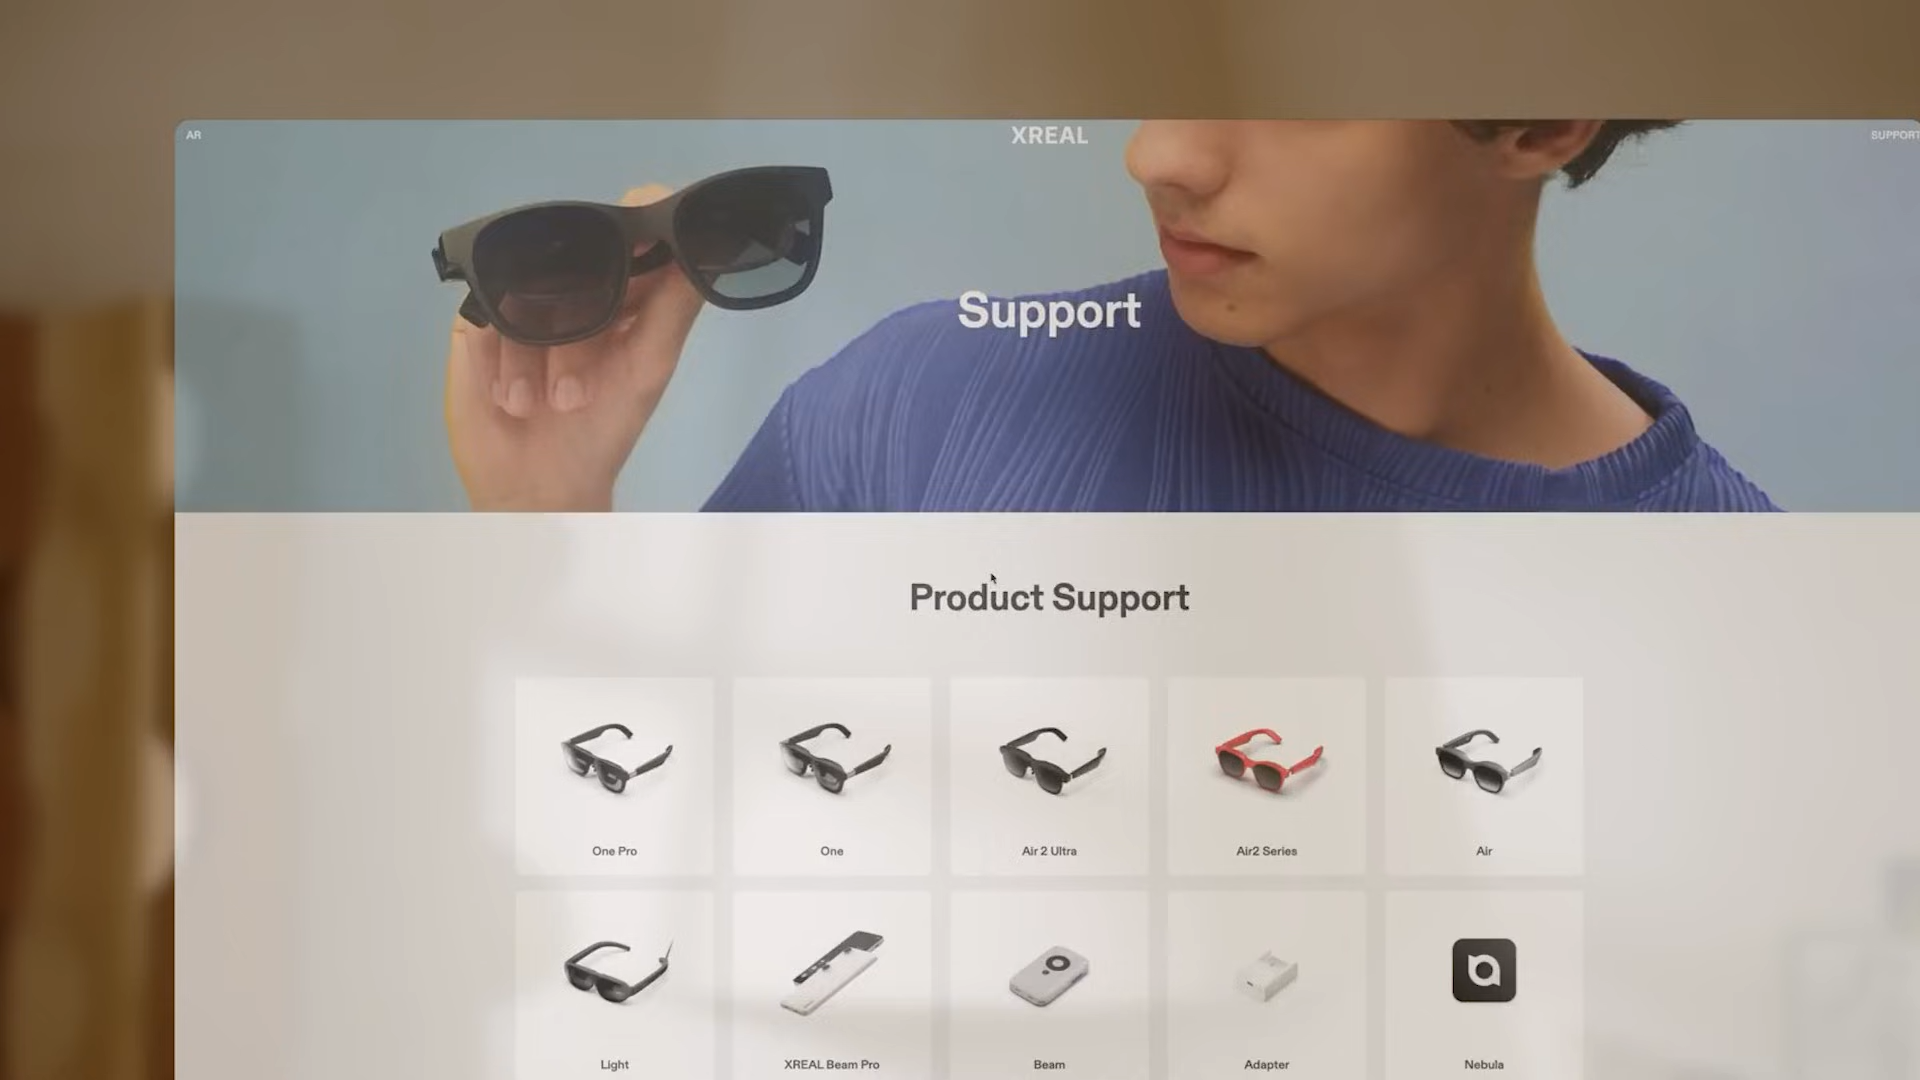 AR
XREAL
SUPPORT
Support
Product Support
One Pro
One
Air 2 Ultra
Air2 Series
Air
Light
XREAL Beam Pro
Beam
Adapter
Nebula